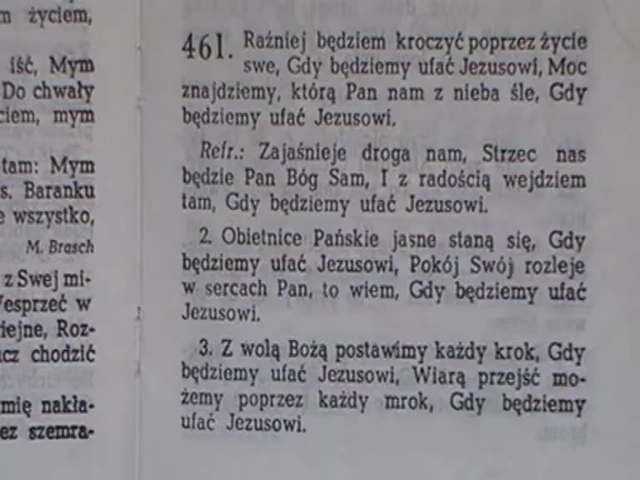 m życiem,
iść, Mym
Do chwały
ciem, mym
tam: Mym
s. Baranku
e wszystko,
M. Brasch
z Swej mi-
Wesprzeć w
iejne, Roz-
cz chodzić
mię nakła-
ez szemra-
461. Raźniej będziem kroczyć poprzez życie
swe, Gdy będziemy ufać Jezusowi, Moc
znajdziemy, którą Pan nam z nieba śle, Gdy
będziemy ufać Jezusowi.
Refr.: Zajaśnieje droga nam, Strzec nas
będzie Pan Bóg Sam, I z radością wejdziem
tam, Gdy będziemy ufać Jezusowi.
2. Obietnice Pańskie jasne staną się, Gdy
będziemy ufać Jezusowi, Pokój Swój rozleje
w sercach Pan, to wiem, Gdy będziemy ufać
Jezusowi.
3. Z wolą Bożą postawimy każdy krok, Gdy
będziemy ufać Jezusowi, Wiarą przejść mo-
żemy poprzez każdy mrok, Gdy będziemy
ufać Jezusowi.